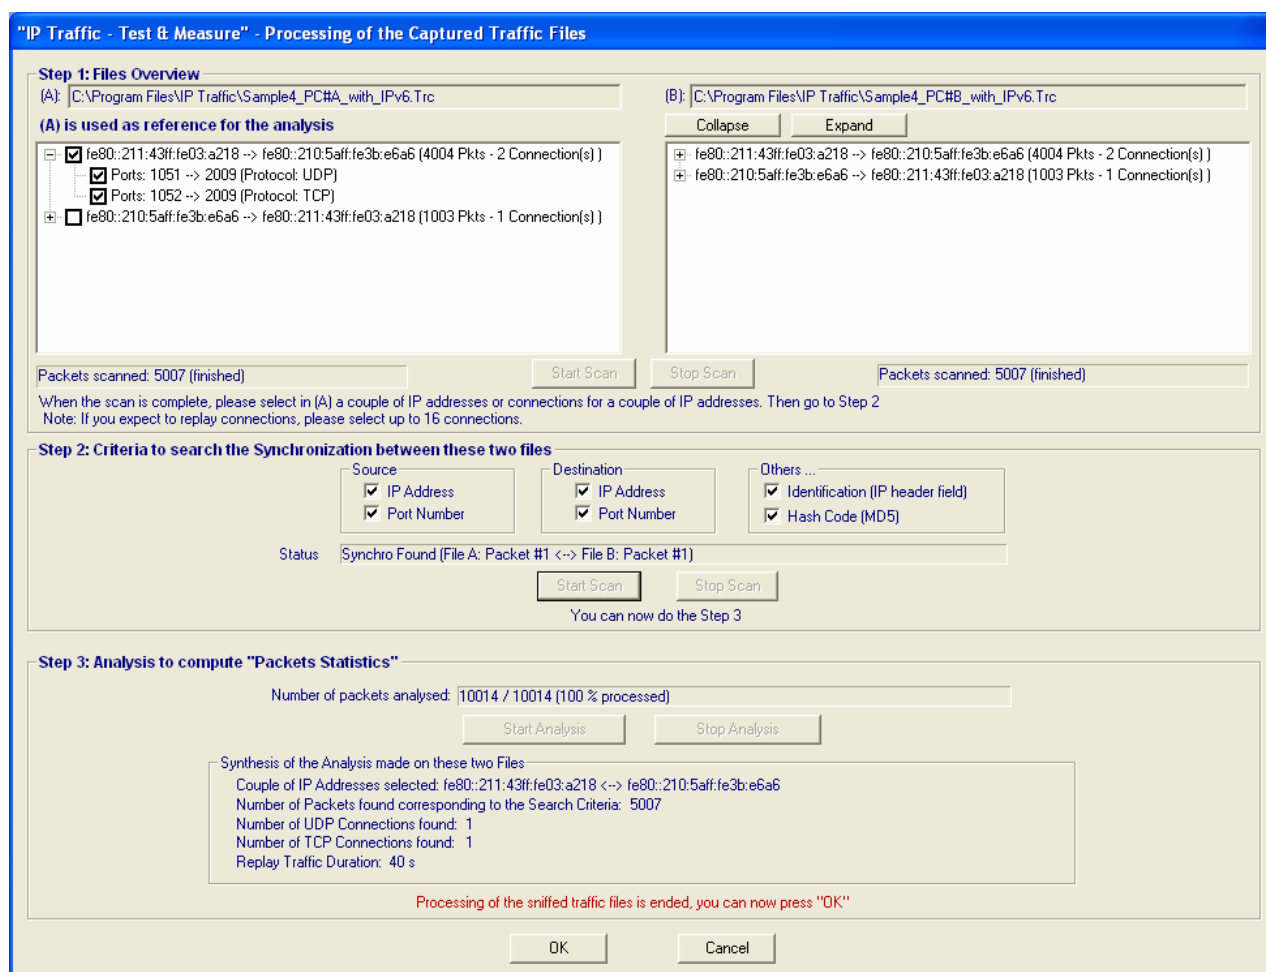 "IP Traffic - Test & Measure" - Processing of the Captured Traffic Files
Step 1: Files Overview
(A): C:\Program Files\IP Traffic\Sample4_PC#A_with_IPv6.Trc
(B): C:\Program Files\IP Traffic\Sample4_PC#B_with_IPv6.Trc
(A) is used as reference for the analysis
Collapse Expand
fe80::211:43ff:fe03:a218 --> fe80::210:5aff:fe3b:e6a6 (4004 Pkts - 2 Connection(s) )
Ports: 1051 --> 2009 (Protocol: UDP)
Ports: 1052 --> 2009 (Protocol: TCP)
fe80::210:5aff:fe3b:e6a6 --> fe80::211:43ff:fe03:a218 (1003 Pkts - 1 Connection(s) )
fe80::211:43ff:fe03:a218 --> fe80::210:5aff:fe3b:e6a6 (4004 Pkts - 2 Connection(s) )
fe80::210:5aff:fe3b:e6a6 --> fe80::211:43ff:fe03:a218 (1003 Pkts - 1 Connection(s) )
Packets scanned: 5007 (finished)
Start Scan Stop Scan
Packets scanned: 5007 (finished)
When the scan is complete, please select in (A) a couple of IP addresses or connections for a couple of IP addresses. Then go to Step 2
Note: If you expect to replay connections, please select up to 16 connections.
Step 2: Criteria to search the Synchronization between these two files
Source
IP Address
Port Number
Destination
IP Address
Port Number
Others ...
Identification (IP header field)
Hash Code (MD5)
Status Synchro Found (File A: Packet #1 <--> File B: Packet #1)
Start Scan Stop Scan
You can now do the Step 3
Step 3: Analysis to compute "Packets Statistics"
Number of packets analysed: 10014 / 10014 (100 % processed)
Start Analysis Stop Analysis
Synthesis of the Analysis made on these two Files
Couple of IP Addresses selected: fe80::211:43ff:fe03:a218 <--> fe80::210:5aff:fe3b:e6a6
Number of Packets found corresponding to the Search Criteria: 5007
Number of UDP Connections found: 1
Number of TCP Connections found: 1
Replay Traffic Duration: 40 s
Processing of the sniffed traffic files is ended, you can now press "OK"
OK Cancel